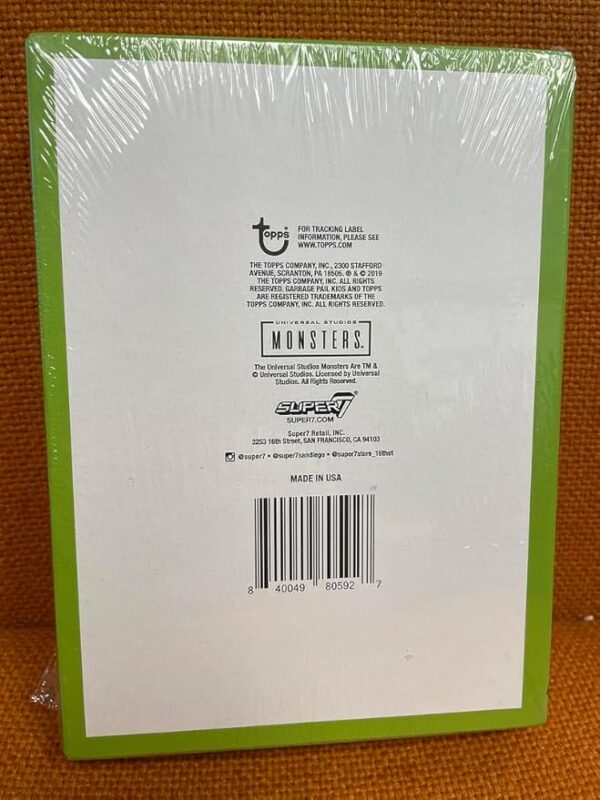 Topps
FOR TRACKING LABEL
INFORMATION, PLEASE SEE
WWW.TOPPS.COM
THE TOPPS COMPANY, INC., 2300 STAFFORD
AVENUE, SCRANTON, PA 18505. ® & © 2019
THE TOPPS COMPANY, INC. ALL RIGHTS
RESERVED. GARBAGE PAIL KIDS AND TOPPS
ARE REGISTERED TRADEMARKS OF THE
TOPPS COMPANY, INC. ALL RIGHTS RESERVED.
UNIVERSAL STUDIOS
MONSTERS.
The Universal Studios Monsters Are TM &
© Universal Studios. Licensed by Universal
Studios. All Rights Reserved.
SUPER7
SUPER7.COM
Super7 Retail, INC.
3253 16th Street, SAN FRANCISCO, CA 94103
@super7 • @super7sandiego • @super7store_16that
MADE IN USA
8 40049 80592 7